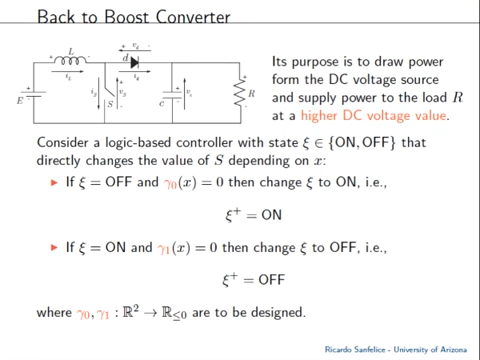 Back to Boost Converter
L
v_d
d
i_L
i_d
E
i_S
v_S
S
C
v_c
R
Its purpose is to draw power
form the DC voltage source
and supply power to the load R
at a higher DC voltage value.
Consider a logic-based controller with state ξ ∈ {ON, OFF} that
directly changes the value of S depending on x:
▶ If ξ = OFF and γ₀(x) = 0 then change ξ to ON, i.e.,
ξ⁺ = ON
▶ If ξ = ON and γ₁(x) = 0 then change ξ to OFF, i.e.,
ξ⁺ = OFF
where γ₀, γ₁ : ℝ² → ℝ≤0 are to be designed.
Ricardo Sanfelice - University of Arizona